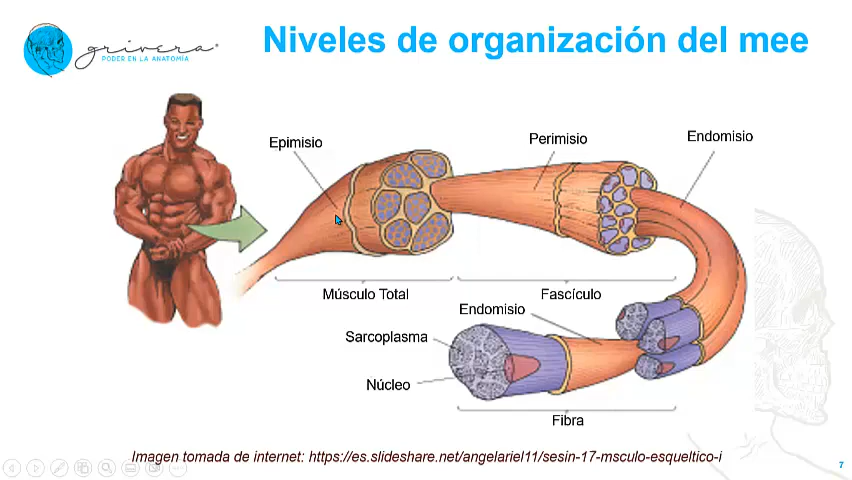 Niveles de organización del mee
grivera®
PODER EN LA ANATOMÍA
Epimisio
Perimisio
Endomisio
Músculo Total
Fascículo
Endomisio
Sarcoplasma
Núcleo
Fibra
Imagen tomada de internet: https://es.slideshare.net/angelariel11/sesin-17-msculo-esqueltico-i
7